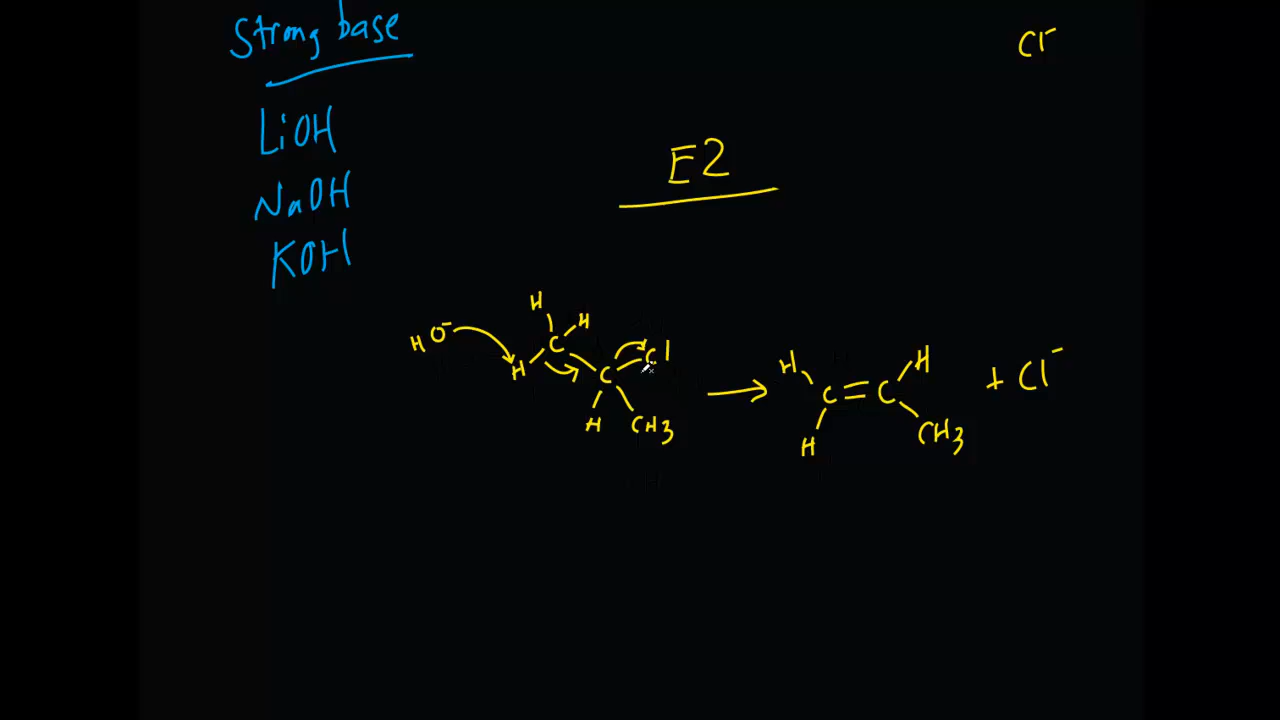 Strong base
Cl-
LiOH
E2
NaOH
KOH
H
H
HO-
C
Cl
H
C
H
CH3
H
H
C=C
+ Cl-
H
CH3